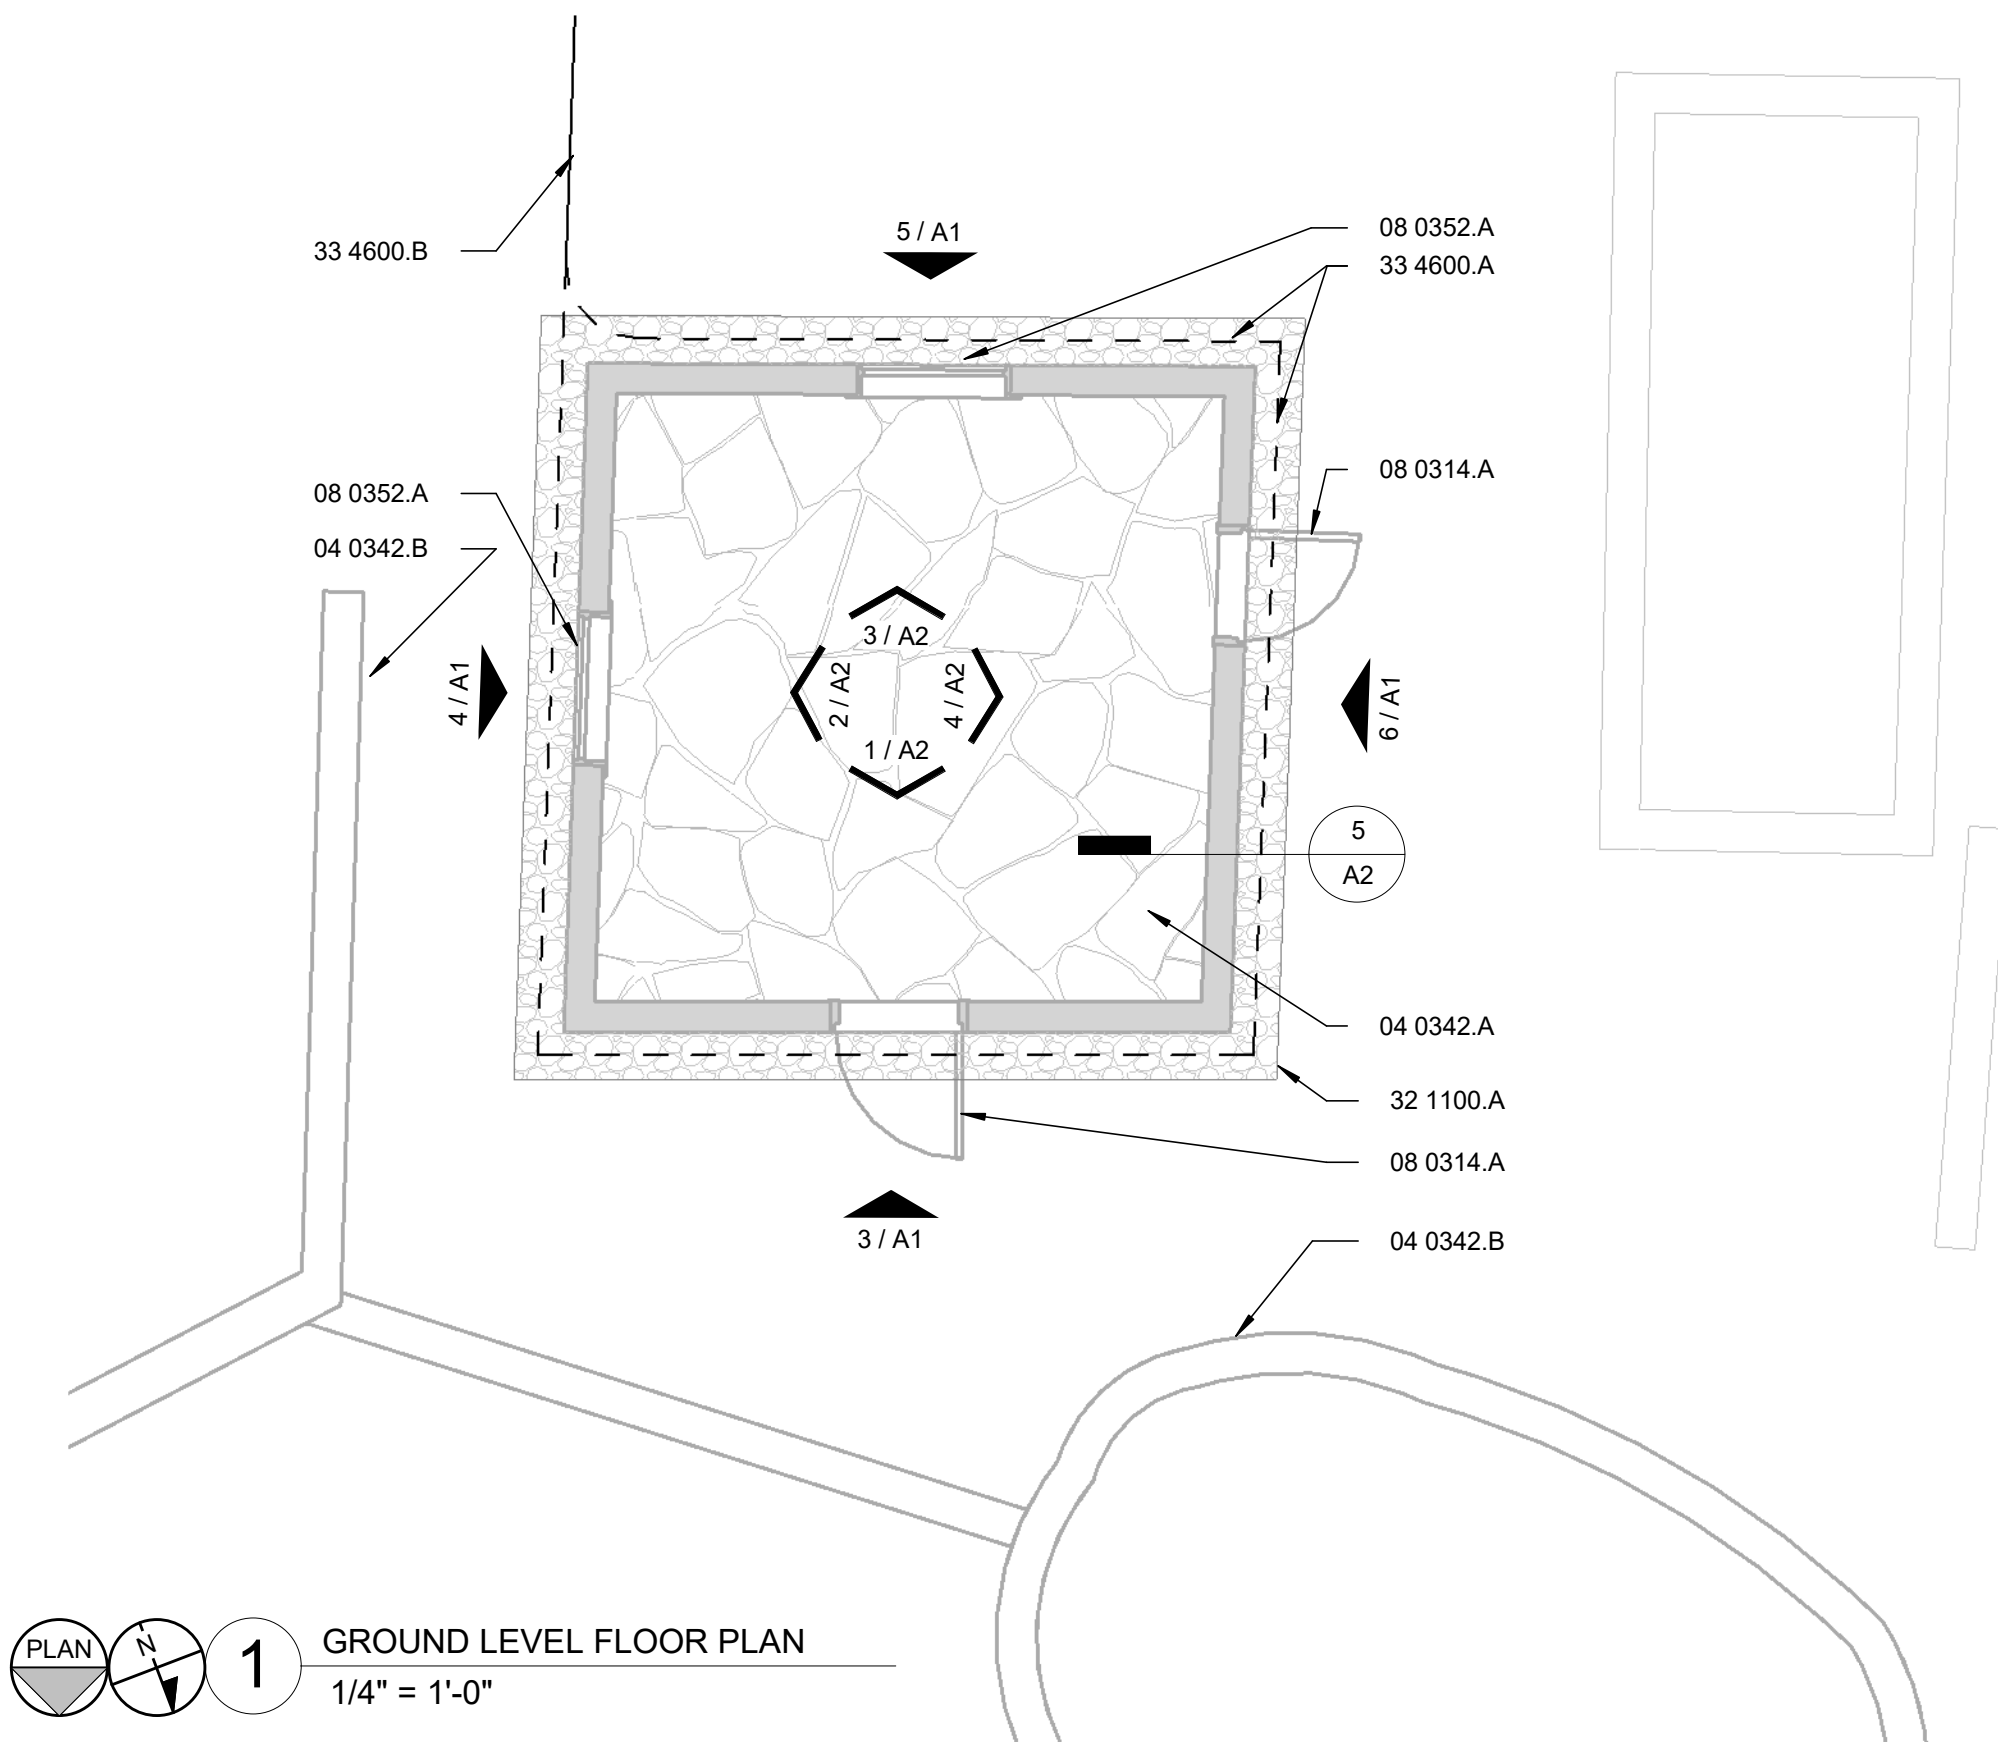 33 4600.B
5 / A1
08 0352.A
33 4600.A
08 0314.A
08 0352.A
04 0342.B
3 / A2
2 / A2
4 / A2
1 / A2
4 / A1
6 / A1
5
A2
04 0342.A
32 1100.A
08 0314.A
3 / A1
04 0342.B
PLAN
N
1
GROUND LEVEL FLOOR PLAN
1/4" = 1'-0"